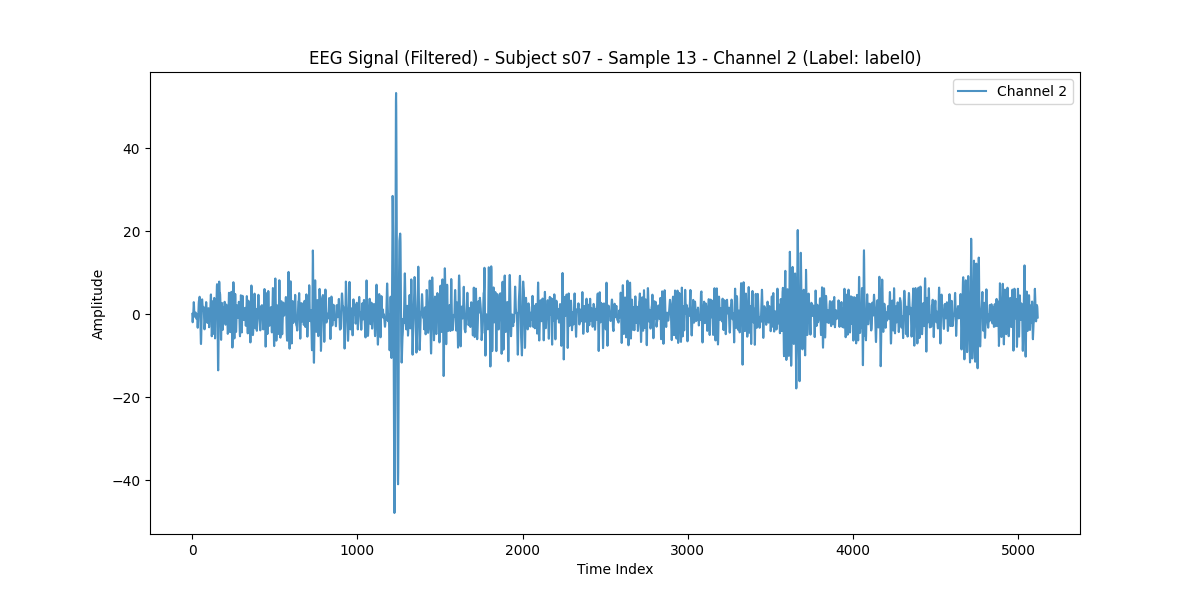 EEG Signal (Filtered) - Subject s07 - Sample 13 - Channel 2 (Label: label0)
Channel 2
Amplitude
40
20
0
−20
−40
0 1000 2000 3000 4000 5000
Time Index